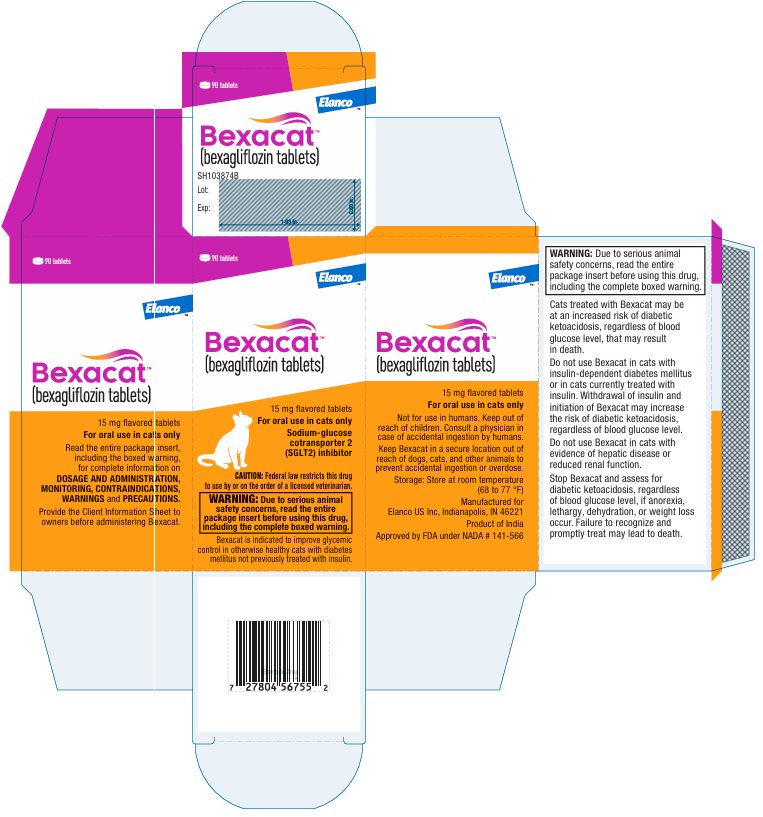 90 tablets
Elanco™
Bexacat™
(bexagliflozin tablets)
SH103874B
Lot:
Exp:
90 tablets
Elanco™
Bexacat™
(bexagliflozin tablets)
15 mg flavored tablets
For oral use in cats only
Read the entire package insert,
including the boxed warning,
for complete information on
DOSAGE AND ADMINISTRATION,
MONITORING, CONTRAINDICATIONS,
WARNINGS and PRECAUTIONS.
Provide the Client Information Sheet to
owners before administering Bexacat.
90 tablets
Elanco™
Bexacat™
(bexagliflozin tablets)
15 mg flavored tablets
For oral use in cats only
Sodium-glucose
cotransporter 2
(SGLT2) inhibitor
CAUTION: Federal law restricts this drug
to use by or on the order of a licensed veterinarian.
WARNING: Due to serious animal
safety concerns, read the entire
package insert before using this drug,
including the complete boxed warning.
Bexacat is indicated to improve glycemic
control in otherwise healthy cats with diabetes
mellitus not previously treated with insulin.
Elanco™
Bexacat™
(bexagliflozin tablets)
15 mg flavored tablets
For oral use in cats only
Not for use in humans. Keep out of
reach of children. Consult a physician in
case of accidental ingestion by humans.
Keep Bexacat in a secure location out of
reach of dogs, cats, and other animals to
prevent accidental ingestion or overdose.
Storage: Store at room temperature
(68 to 77 °F)
Manufactured for
Elanco US Inc, Indianapolis, IN 46221
Product of India
Approved by FDA under NADA # 141-566
WARNING: Due to serious animal
safety concerns, read the entire
package insert before using this drug,
including the complete boxed warning.
Cats treated with Bexacat may be
at an increased risk of diabetic
ketoacidosis, regardless of blood
glucose level, that may result
in death.
Do not use Bexacat in cats with
insulin-dependent diabetes mellitus
or in cats currently treated with
insulin. Withdrawal of insulin and
initiation of Bexacat may increase
the risk of diabetic ketoacidosis,
regardless of blood glucose level.
Do not use Bexacat in cats with
evidence of hepatic disease or
reduced renal function.
Stop Bexacat and assess for
diabetic ketoacidosis, regardless
of blood glucose level, if anorexia,
lethargy, dehydration, or weight loss
occur. Failure to recognize and
promptly treat may lead to death.
7 27804 56755 2